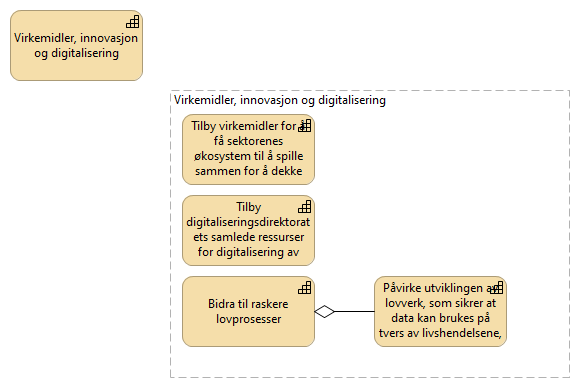 Virkemidler, innovasjon
og digitalisering
Virkemidler, innovasjon og digitalisering
Tilby virkemidler for å
få sektorenes
økosystem til å spille
sammen for å dekke
Tilby
digitaliseringsdirektorat
ets samlede ressurser
for digitalisering av
Bidra til raskere
lovprosesser
Påvirke utviklingen av
lovverk, som sikrer at
data kan brukes på
tvers av livshendelsene,